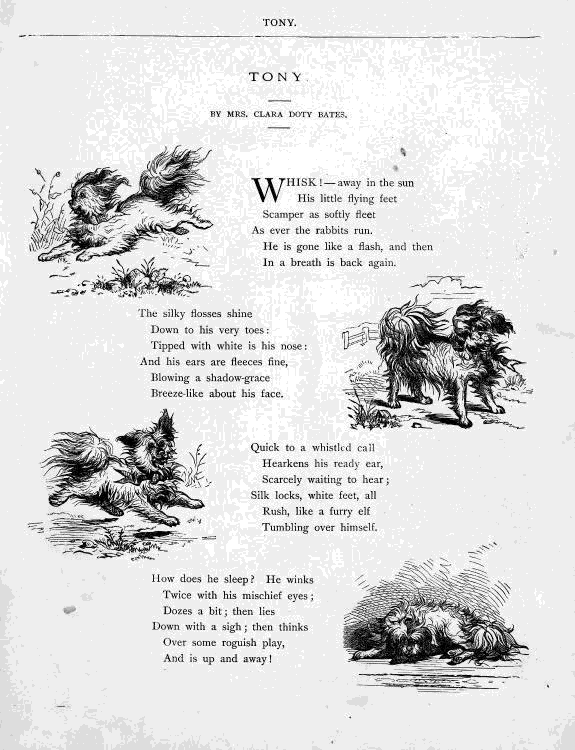 TONY.
TONY.
BY MRS. CLARA DOTY BATES.
WHISK!—away in the sun
His little flying feet
Scamper as softly fleet
As ever the rabbits run.
He is gone like a flash, and then
In a breath is back again.
The silky flosses shine
Down to his very toes:
Tipped with white is his nose:
And his ears are fleeces fine,
Blowing a shadow-grace
Breeze-like about his face.
Quick to a whistled call
Hearkens his ready ear,
Scarcely waiting to hear;
Silk locks, white feet, all
Rush, like a furry elf
Tumbling over himself.
How does he sleep? He winks
Twice with his mischief eyes;
Dozes a bit; then lies
Down with a sigh; then thinks
Over some roguish play,
And is up and away!